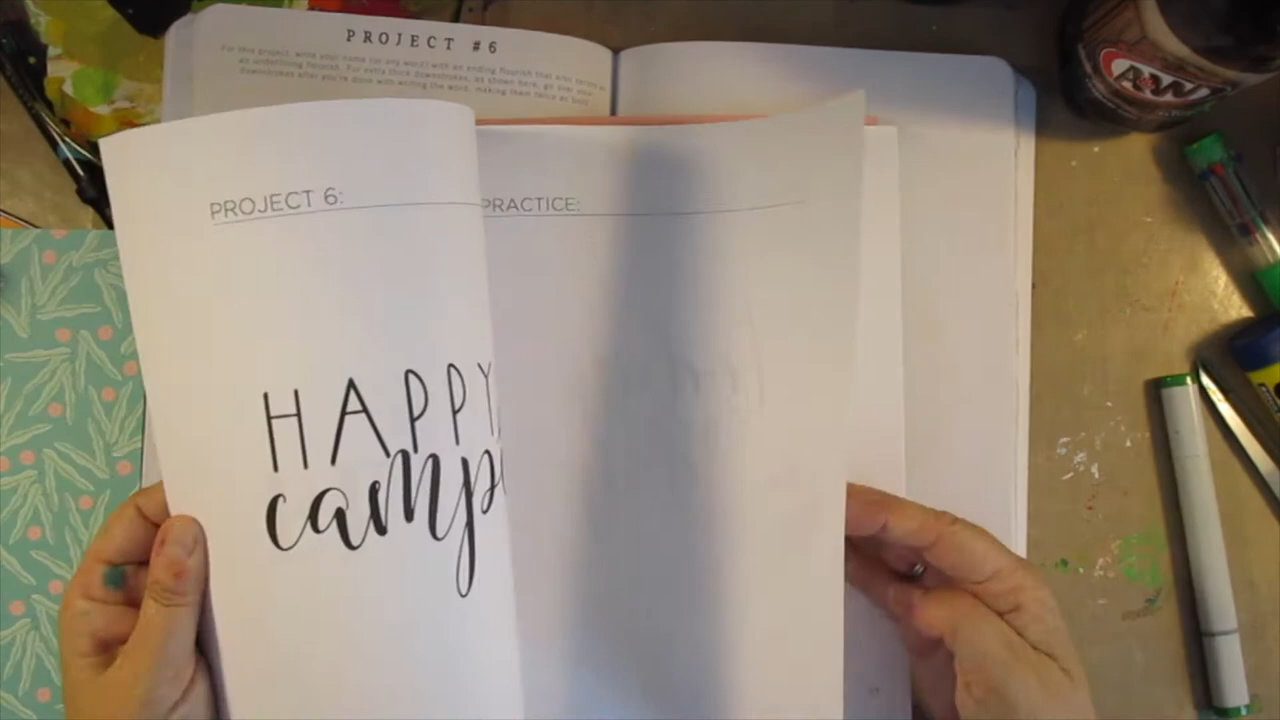 PROJECT #6
For this project, write your name (or any word) with an ending flourish that also
an underlining flourish. For extra thick downstrokes, as shown here, go over your
downstrokes after you're done with writing the word, making them twice as bold.
A&W
PROJECT 6:
PRACTICE:
HAPPY
camp